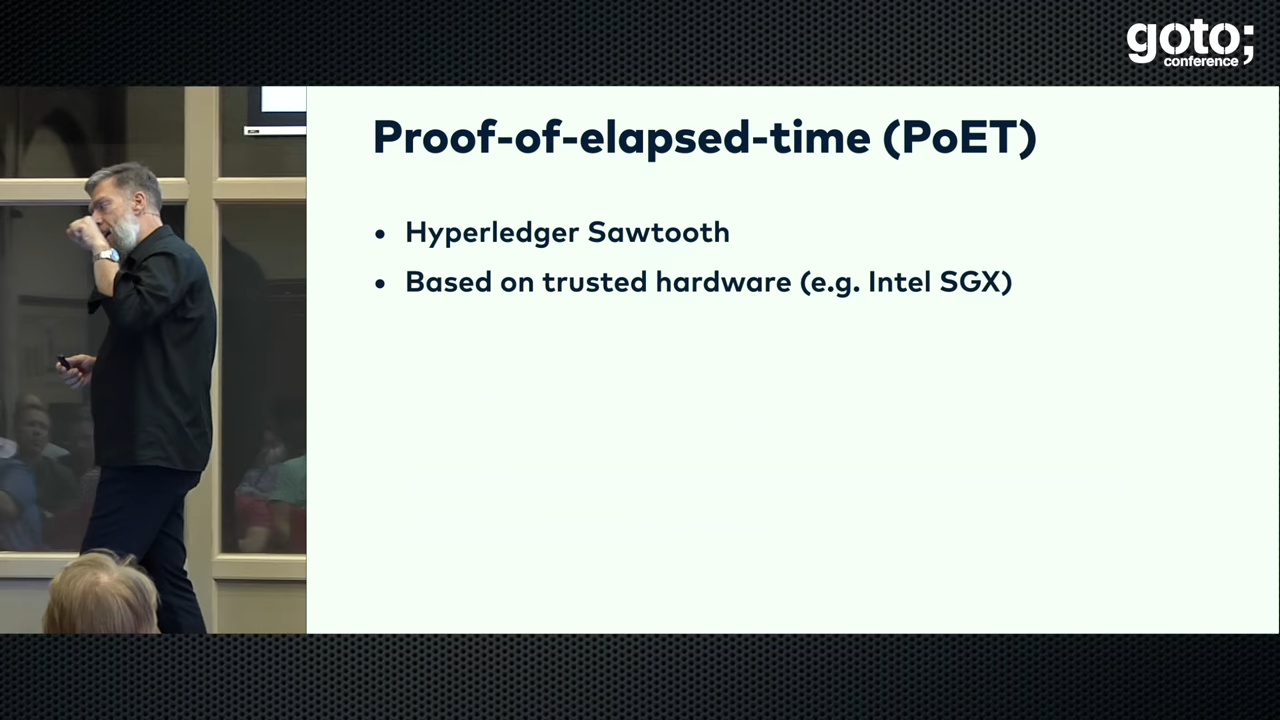 goto;
conference
Proof-of-elapsed-time (PoET)
• Hyperledger Sawtooth
• Based on trusted hardware (e.g. Intel SGX)